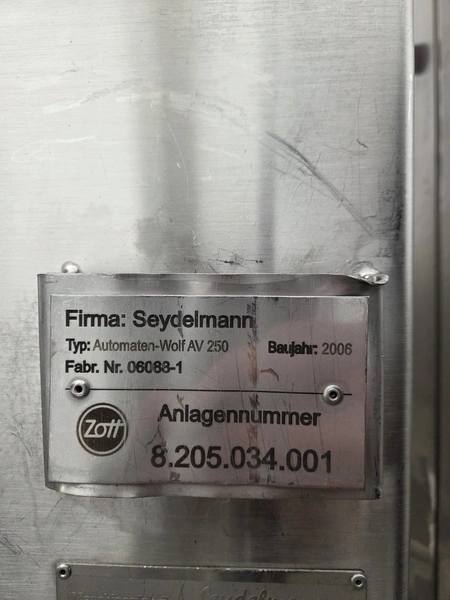 Firma: Seydelmann
Typ: Automaten-Wolf AV 250 Baujahr: 2006
Fabr. Nr. 06088-1
Anlagennummer
Zott
8.205.034.001